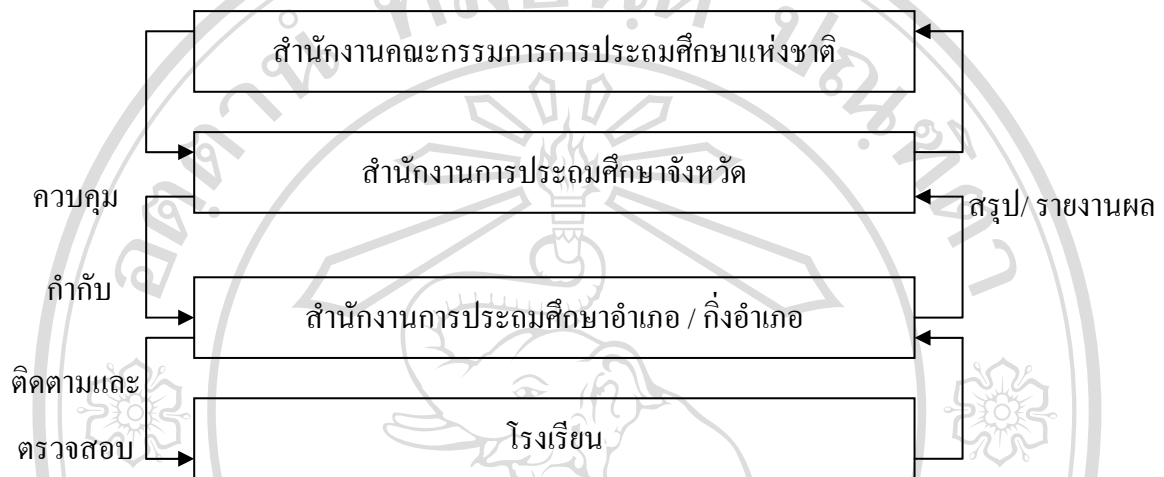 สำนักงานคณะกรรมการการประถมศึกษาแห่งชาติ
สำนักงานการประถมศึกษาจังหวัด
ควบคุม
สรุป/ รายงานผล
กำกับ
สำนักงานการประถมศึกษาอำเภอ / กิ่งอำเภอ
ติดตามและ
ตรวจสอบ
โรงเรียน